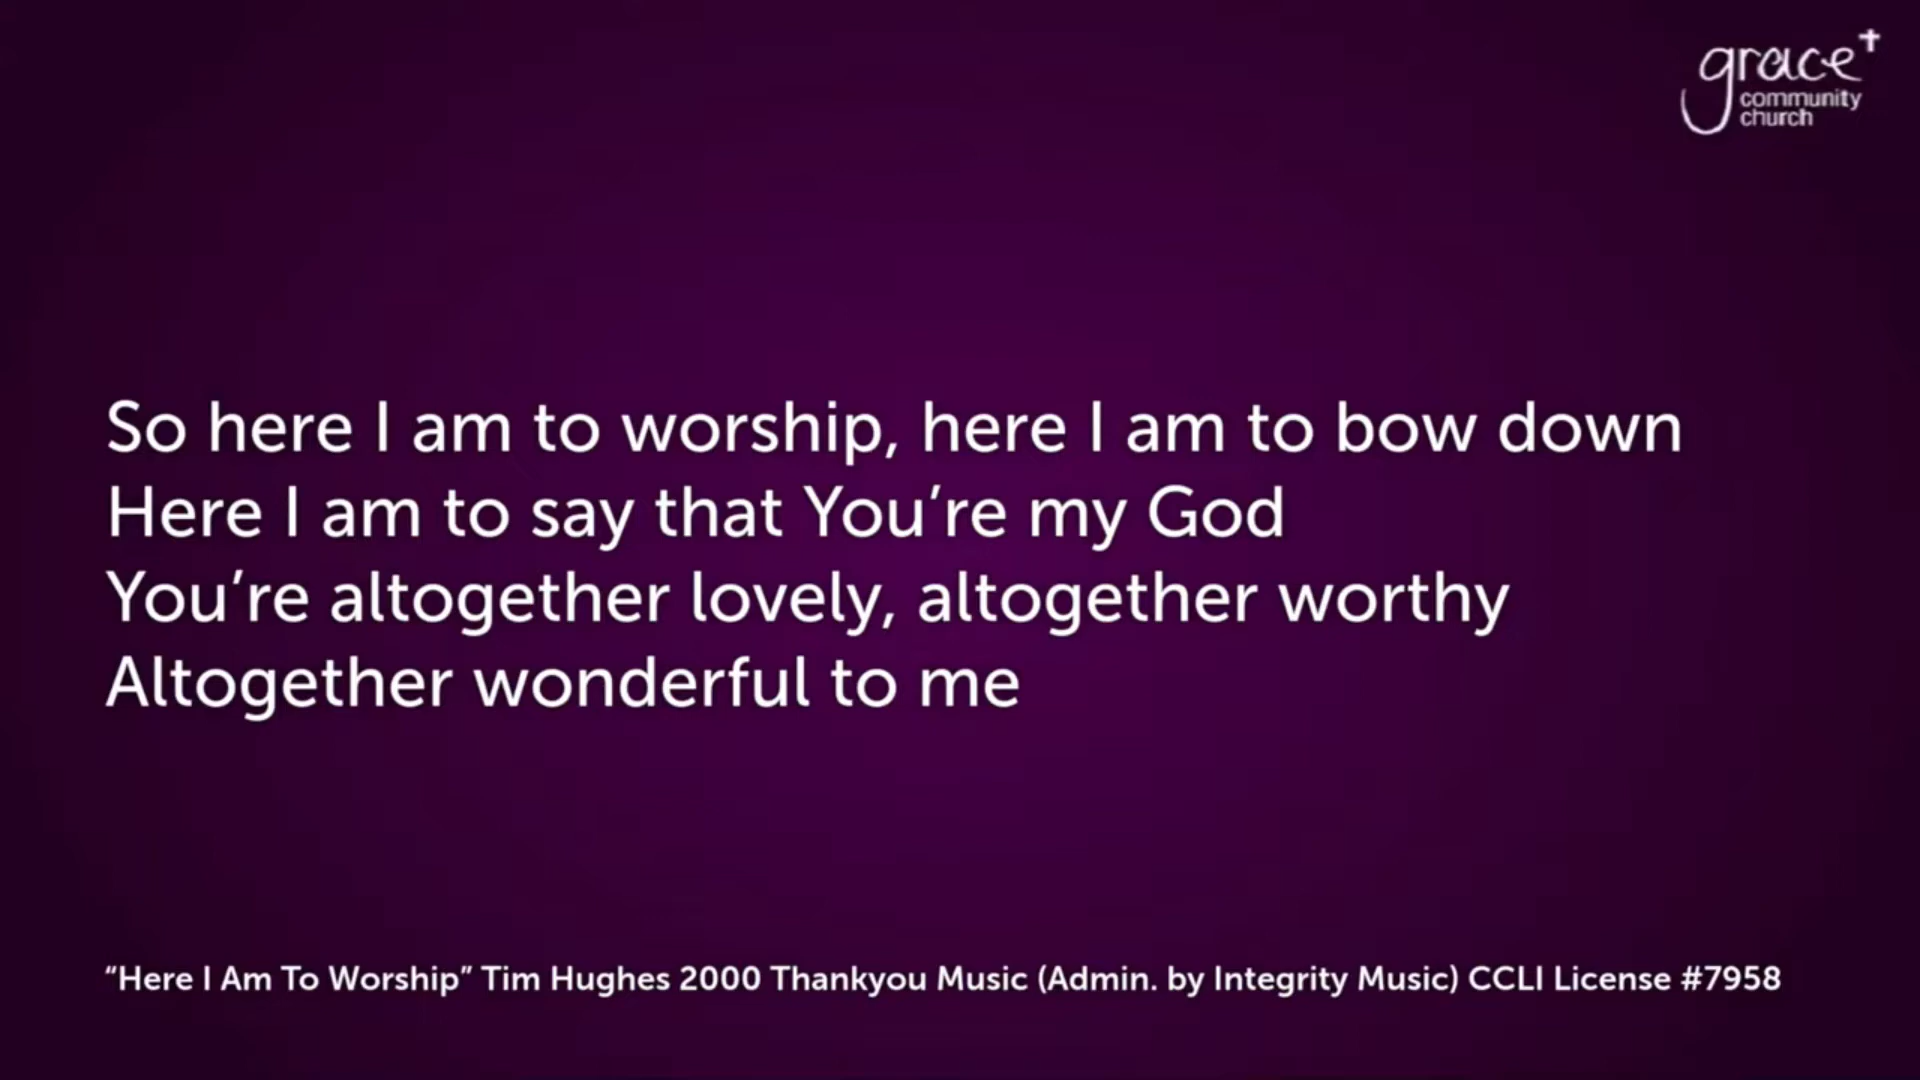 grace
community
church
So here I am to worship, here I am to bow down
Here I am to say that You’re my God
You’re altogether lovely, altogether worthy
Altogether wonderful to me
“Here I Am To Worship” Tim Hughes 2000 Thankyou Music (Admin. by Integrity Music) CCLI License #7958